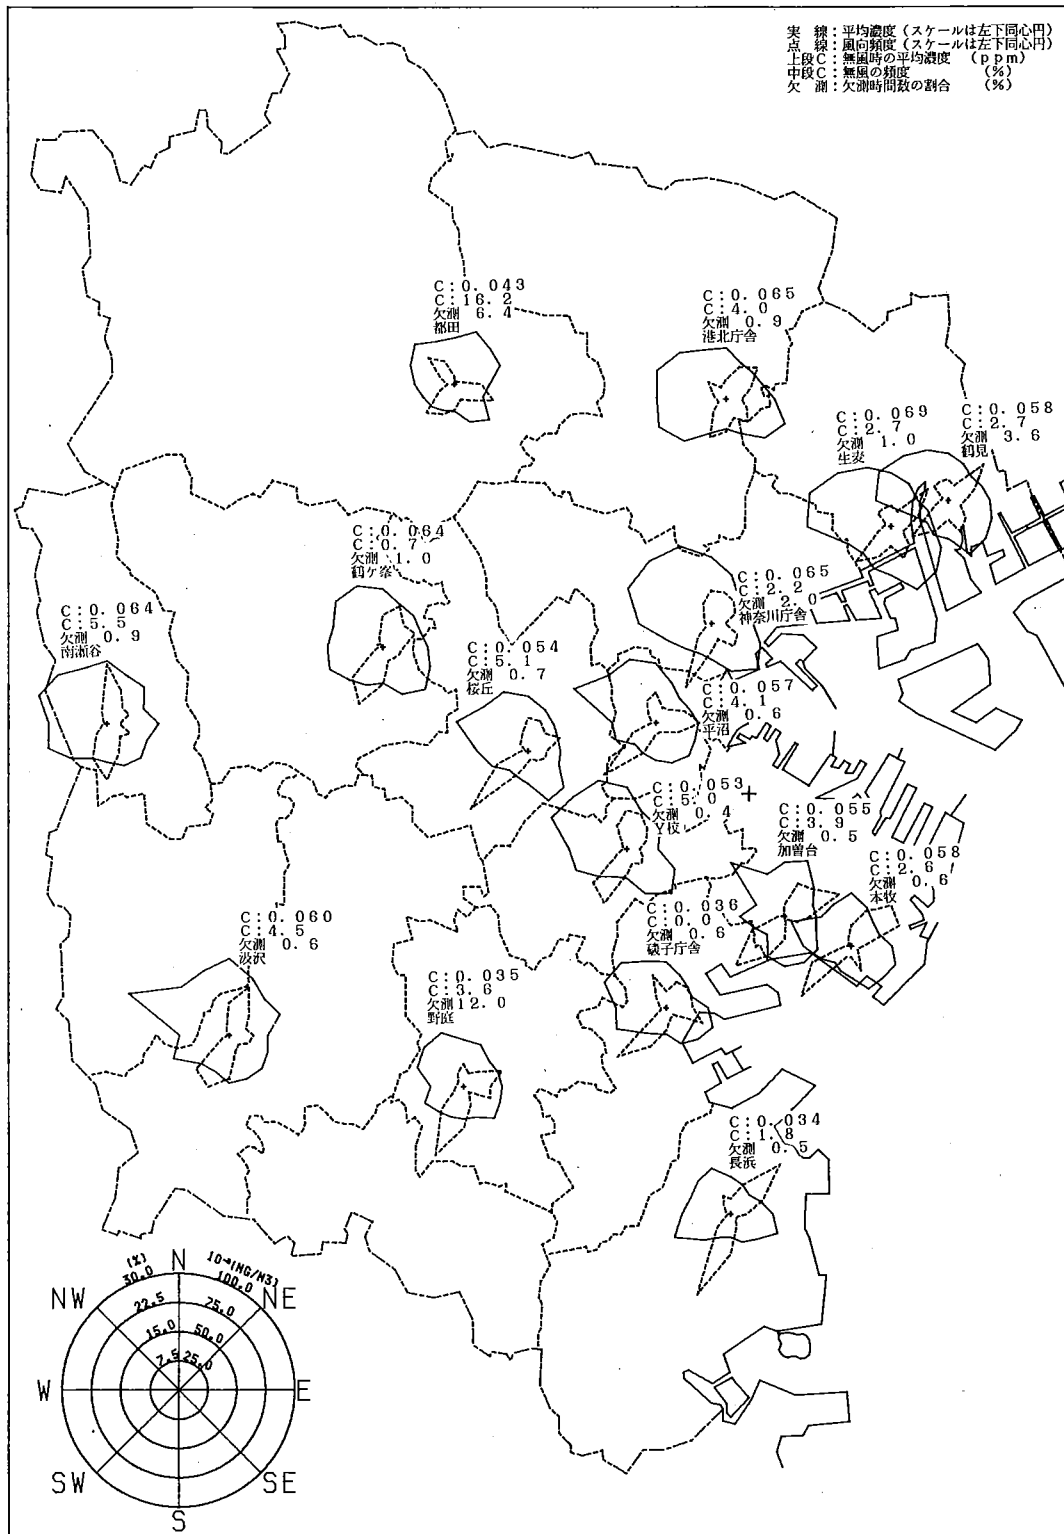 実 線：平均濃度（スケールは左下同心円）
点 線：風向頻度（スケールは左下同心円）
上段C：無風時の平均濃度 （ppm）
中段C：無風の頻度 （%）
欠 測：欠測時間数の割合 （%）
C：0.043
C：16.2
欠測 6.4
都田
C：0.065
C：4.0
欠測 0.9
港北庁舎
C：0.069
C：2.7
欠測 1.0
生麦
C：0.058
C：2.7
欠測 3.6
鶴見
C：0.064
C：0.7
欠測 1.0
鶴ケ峯
C：0.065
C：2.2
欠測 2.0
神奈川庁舎
C：0.064
C：5.5
欠測 0.9
南瀬谷
C：0.054
C：5.1
欠測 0.7
桜丘
C：0.057
C：4.1
欠測 0.6
平沼
C：0.053
C：5.0
欠測 0.4
Y校
C：0.055
C：3.9
欠測 0.5
加曽台
C：0.058
C：2.6
欠測 0.6
本牧
C：0.036
C：0.0
欠測 0.6
磯子庁舎
C：0.060
C：4.5
欠測 0.6
汲沢
C：0.035
C：3.6
欠測12.0
野庭
C：0.034
C：1.8
欠測 0.5
長浜
(%) N (MG/M3)
30.0 100.0
NW NE
22.5 75.0
15.0 50.0
7.5 25.0
W E
SW SE
S